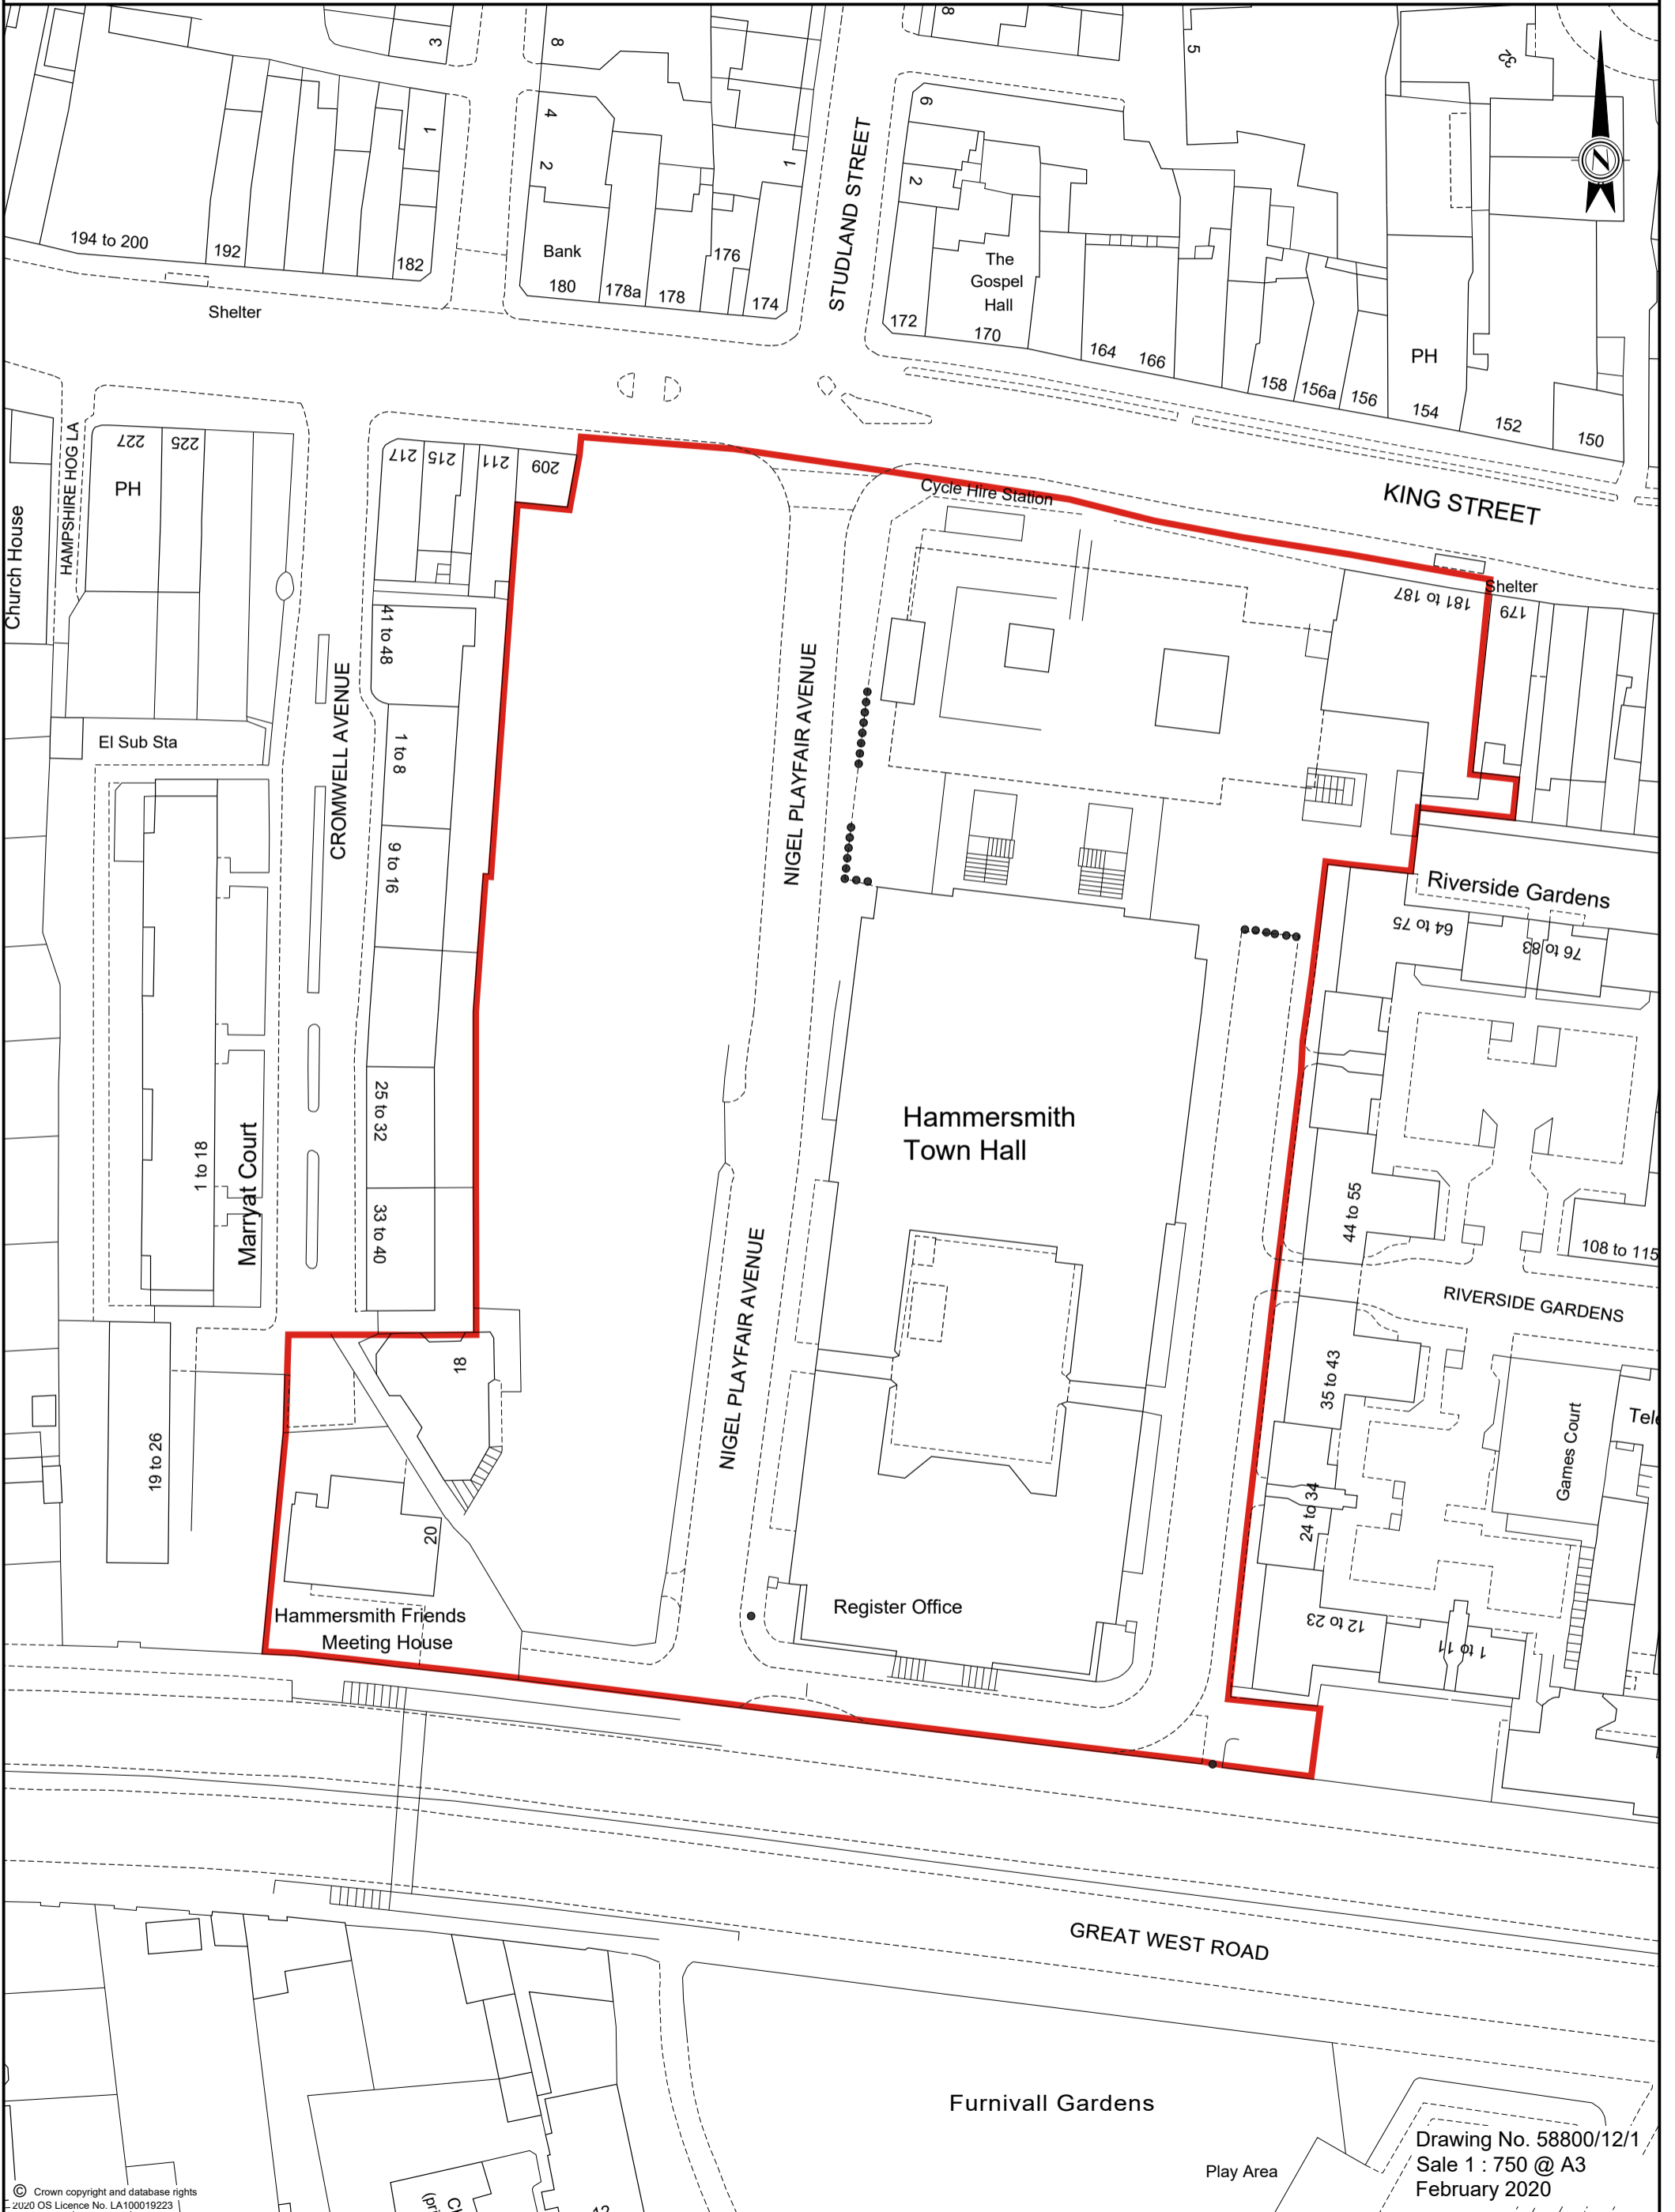 3
8
8
5
32
1
4
2
1
6
2
STUDLAND STREET
194 to 200
192
182
Bank
180
178a
178
176
174
The
Gospel
Hall
172
170
164
166
158
156a
156
PH
154
152
150
Shelter
KING STREET
Church House
HAMPSHIRE HOG LA
227
225
PH
217
215
211
209
Cycle Hire Station
Shelter
181 to 187
179
El Sub Sta
CROMWELL AVENUE
41 to 48
1 to 8
9 to 16
25 to 32
33 to 40
NIGEL PLAYFAIR AVENUE
Riverside Gardens
64 to 75
76 to 83
1 to 18
Marryat Court
Hammersmith
Town Hall
NIGEL PLAYFAIR AVENUE
44 to 55
108 to 115
RIVERSIDE GARDENS
35 to 43
Games Court
Tele
24 to 34
12 to 23
1 to 11
18
19 to 26
20
Hammersmith Friends
Meeting House
Register Office
GREAT WEST ROAD
Furnivall Gardens
Play Area
Drawing No. 58800/12/1
Sale 1 : 750 @ A3
February 2020
© Crown copyright and database rights
2020 OS Licence No. LA100019223